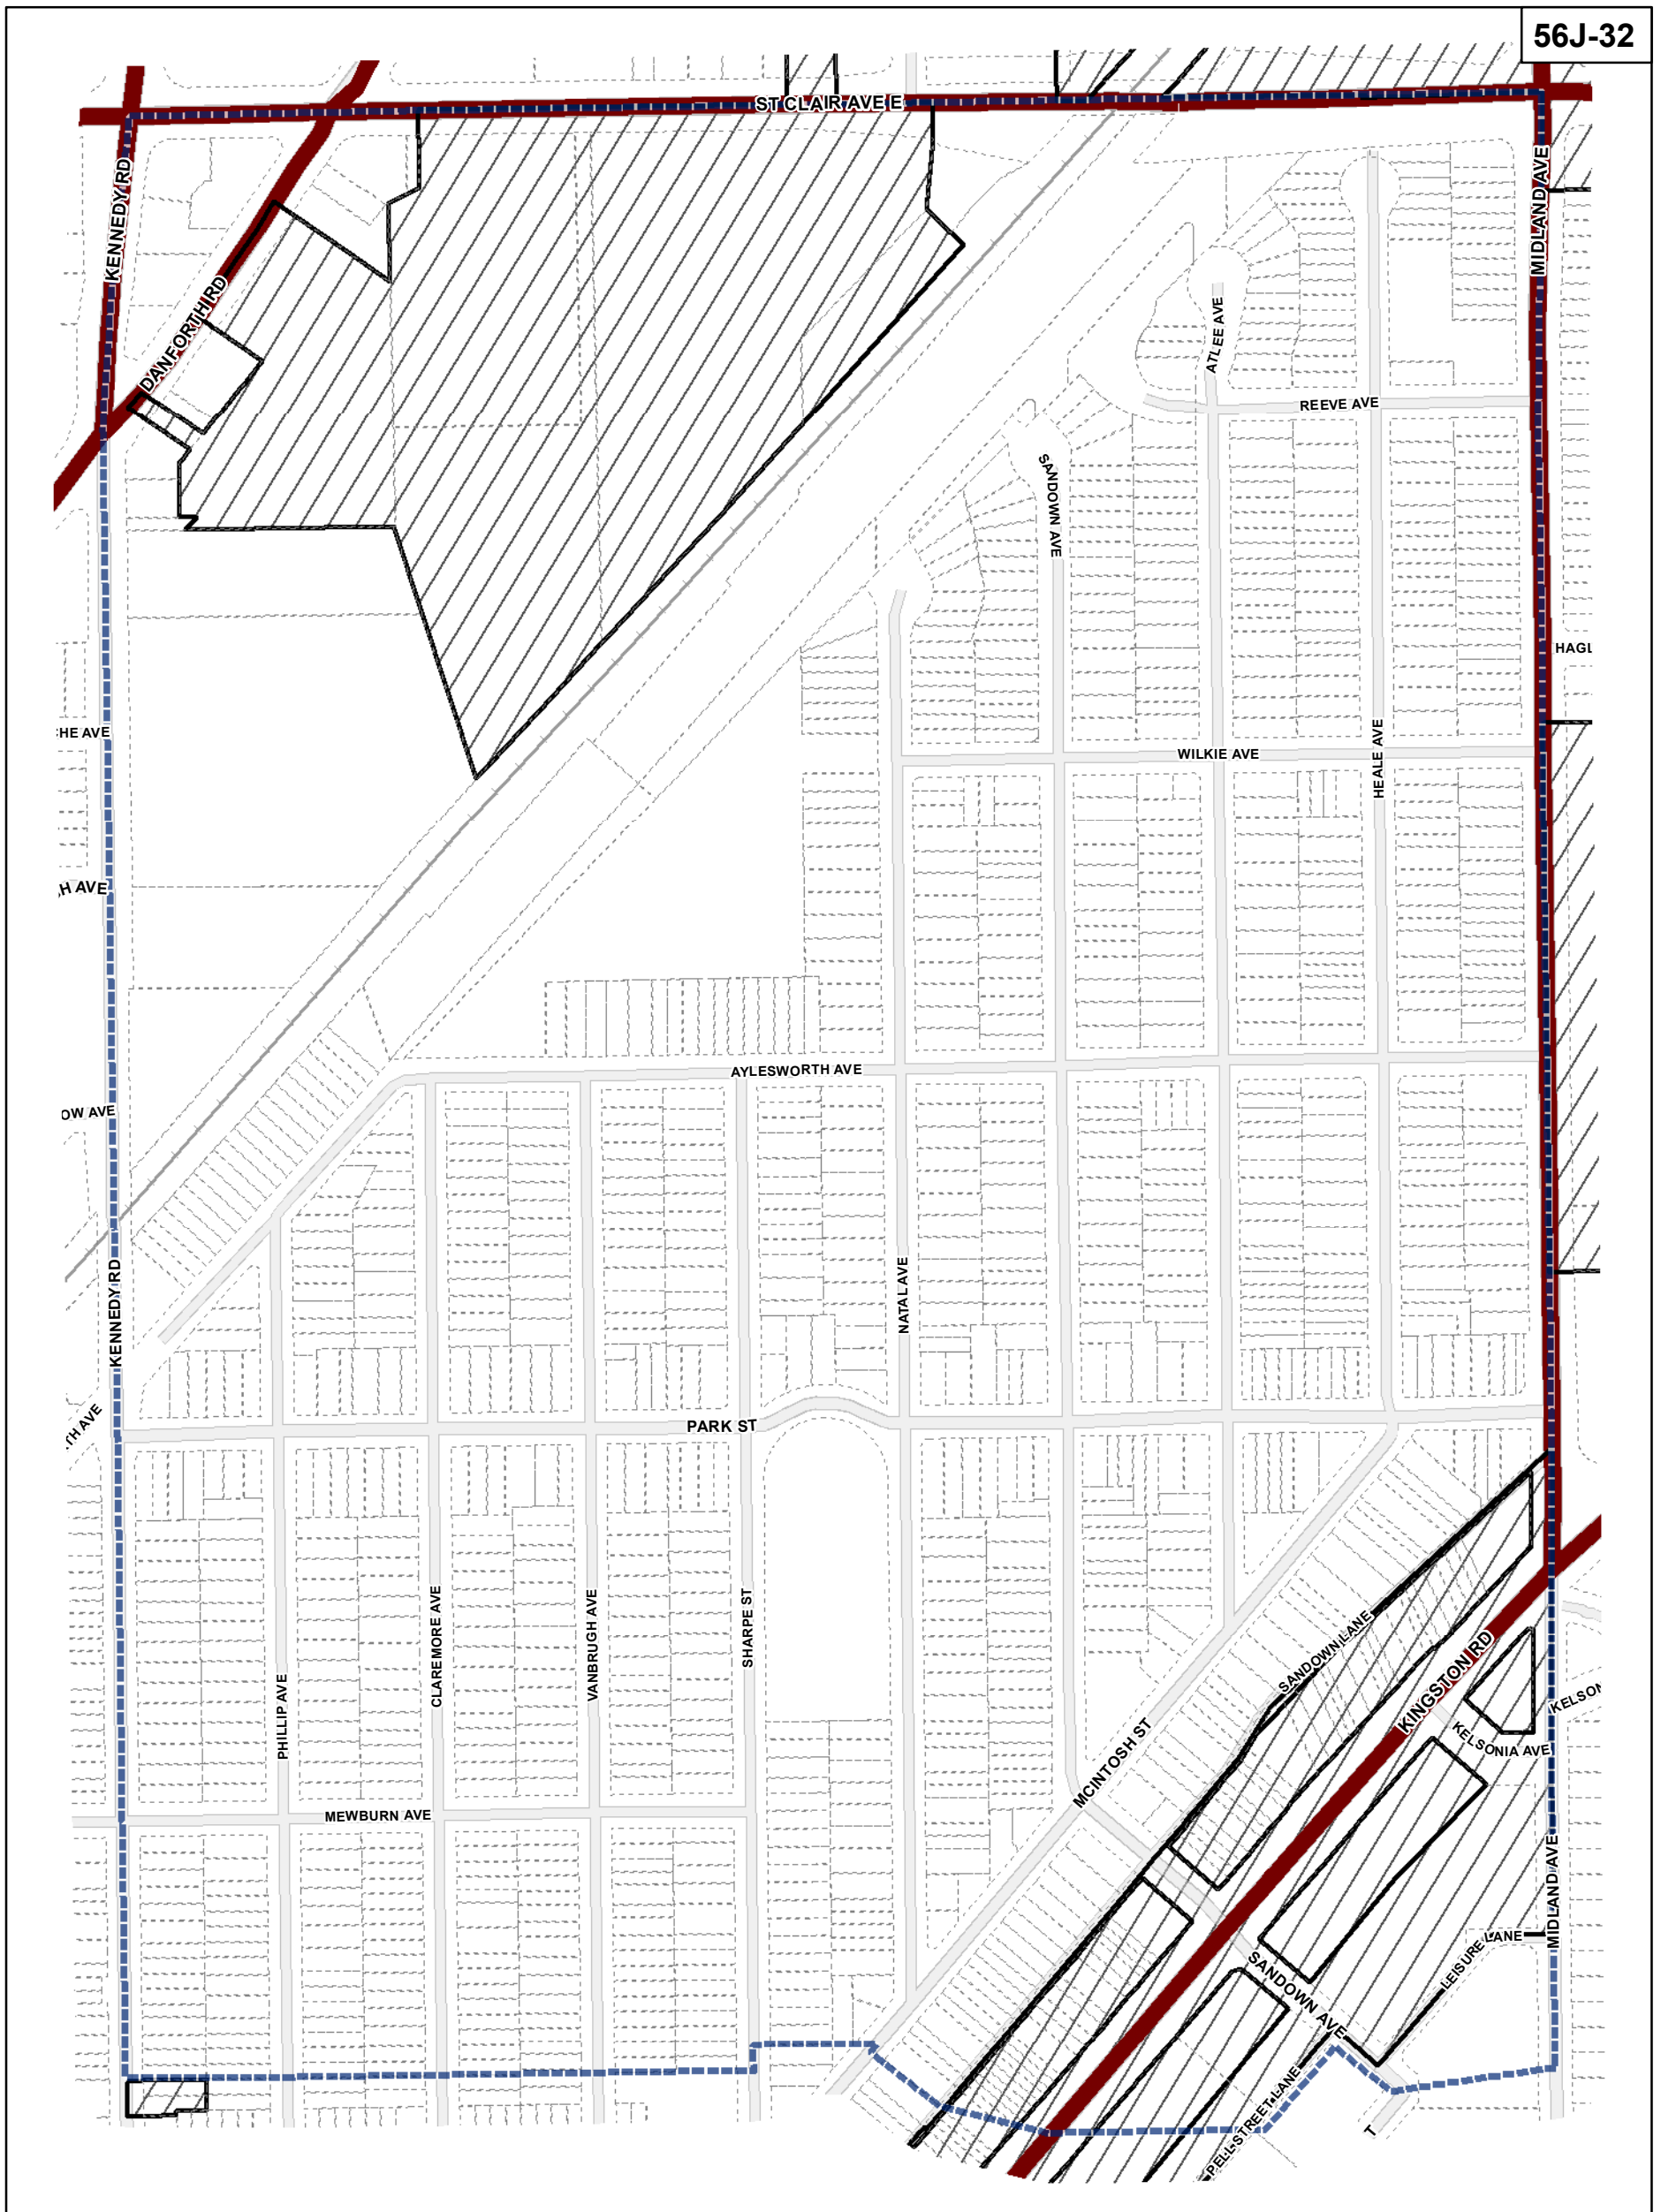 56J-32
ST CLAIR AVE E
KENNEDY RD
MIDLAND AVE
DANFORTH RD
ATLEE AVE
REEVE AVE
SANDOWN AVE
HAGL
HEALE AVE
CHE AVE
WILKIE AVE
H AVE
AYLESWORTH AVE
OW AVE
NATAL AVE
KENNEDY RD
TH AVE
PARK ST
CLAREMORE AVE
VANBRUGH AVE
SHARPE ST
SANDOWN LANE
KINGSTON RD
PHILLIP AVE
KELSON
MCINTOSH ST
KELSONIA AVE
MEWBURN AVE
MIDLAND AVE
LEISURE LANE
SANDOWN AVE
PELL STREET LANE
T